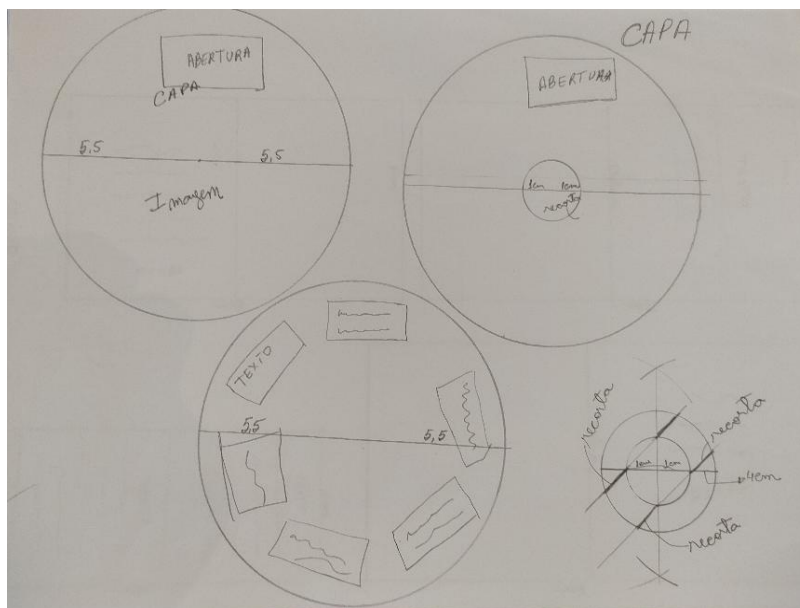 ABERTURA
CAPA
5,5
5,5
Imagem
CAPA
ABERTURA
1cm
1cm
recorta
TEXTO
5,5
5,5
recorta
recorta
1cm
1cm
4cm
recorta